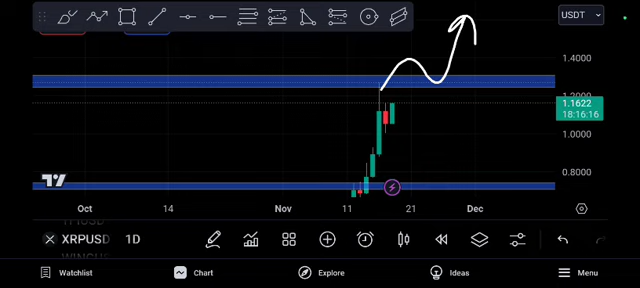 USDT
1.4000
1.2000
1.1622
18:16:16
1.0000
0.8000
Oct 14 Nov 11 21 Dec
XRPUSD 1D
Watchlist Chart Explore Ideas Menu